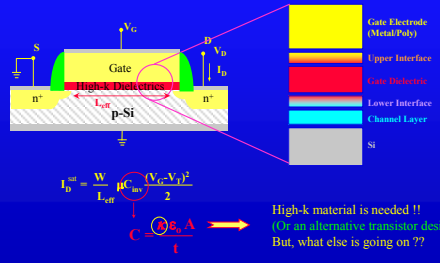 V_G
S
D
V_D
I_D
Gate
High-k Dielectrics
L_eff
n⁺
n⁺
p-Si
Gate Electrode
(Metal/Poly)
Upper Interface
Gate Dielectric
Lower Interface
Channel Layer
Si
I_D^sat = W/L_eff μC_inv (V_G-V_T)²/2
C = κε_o A/t
High-k material is needed !!
(Or an alternative transistor desi
But, what else is going on ??